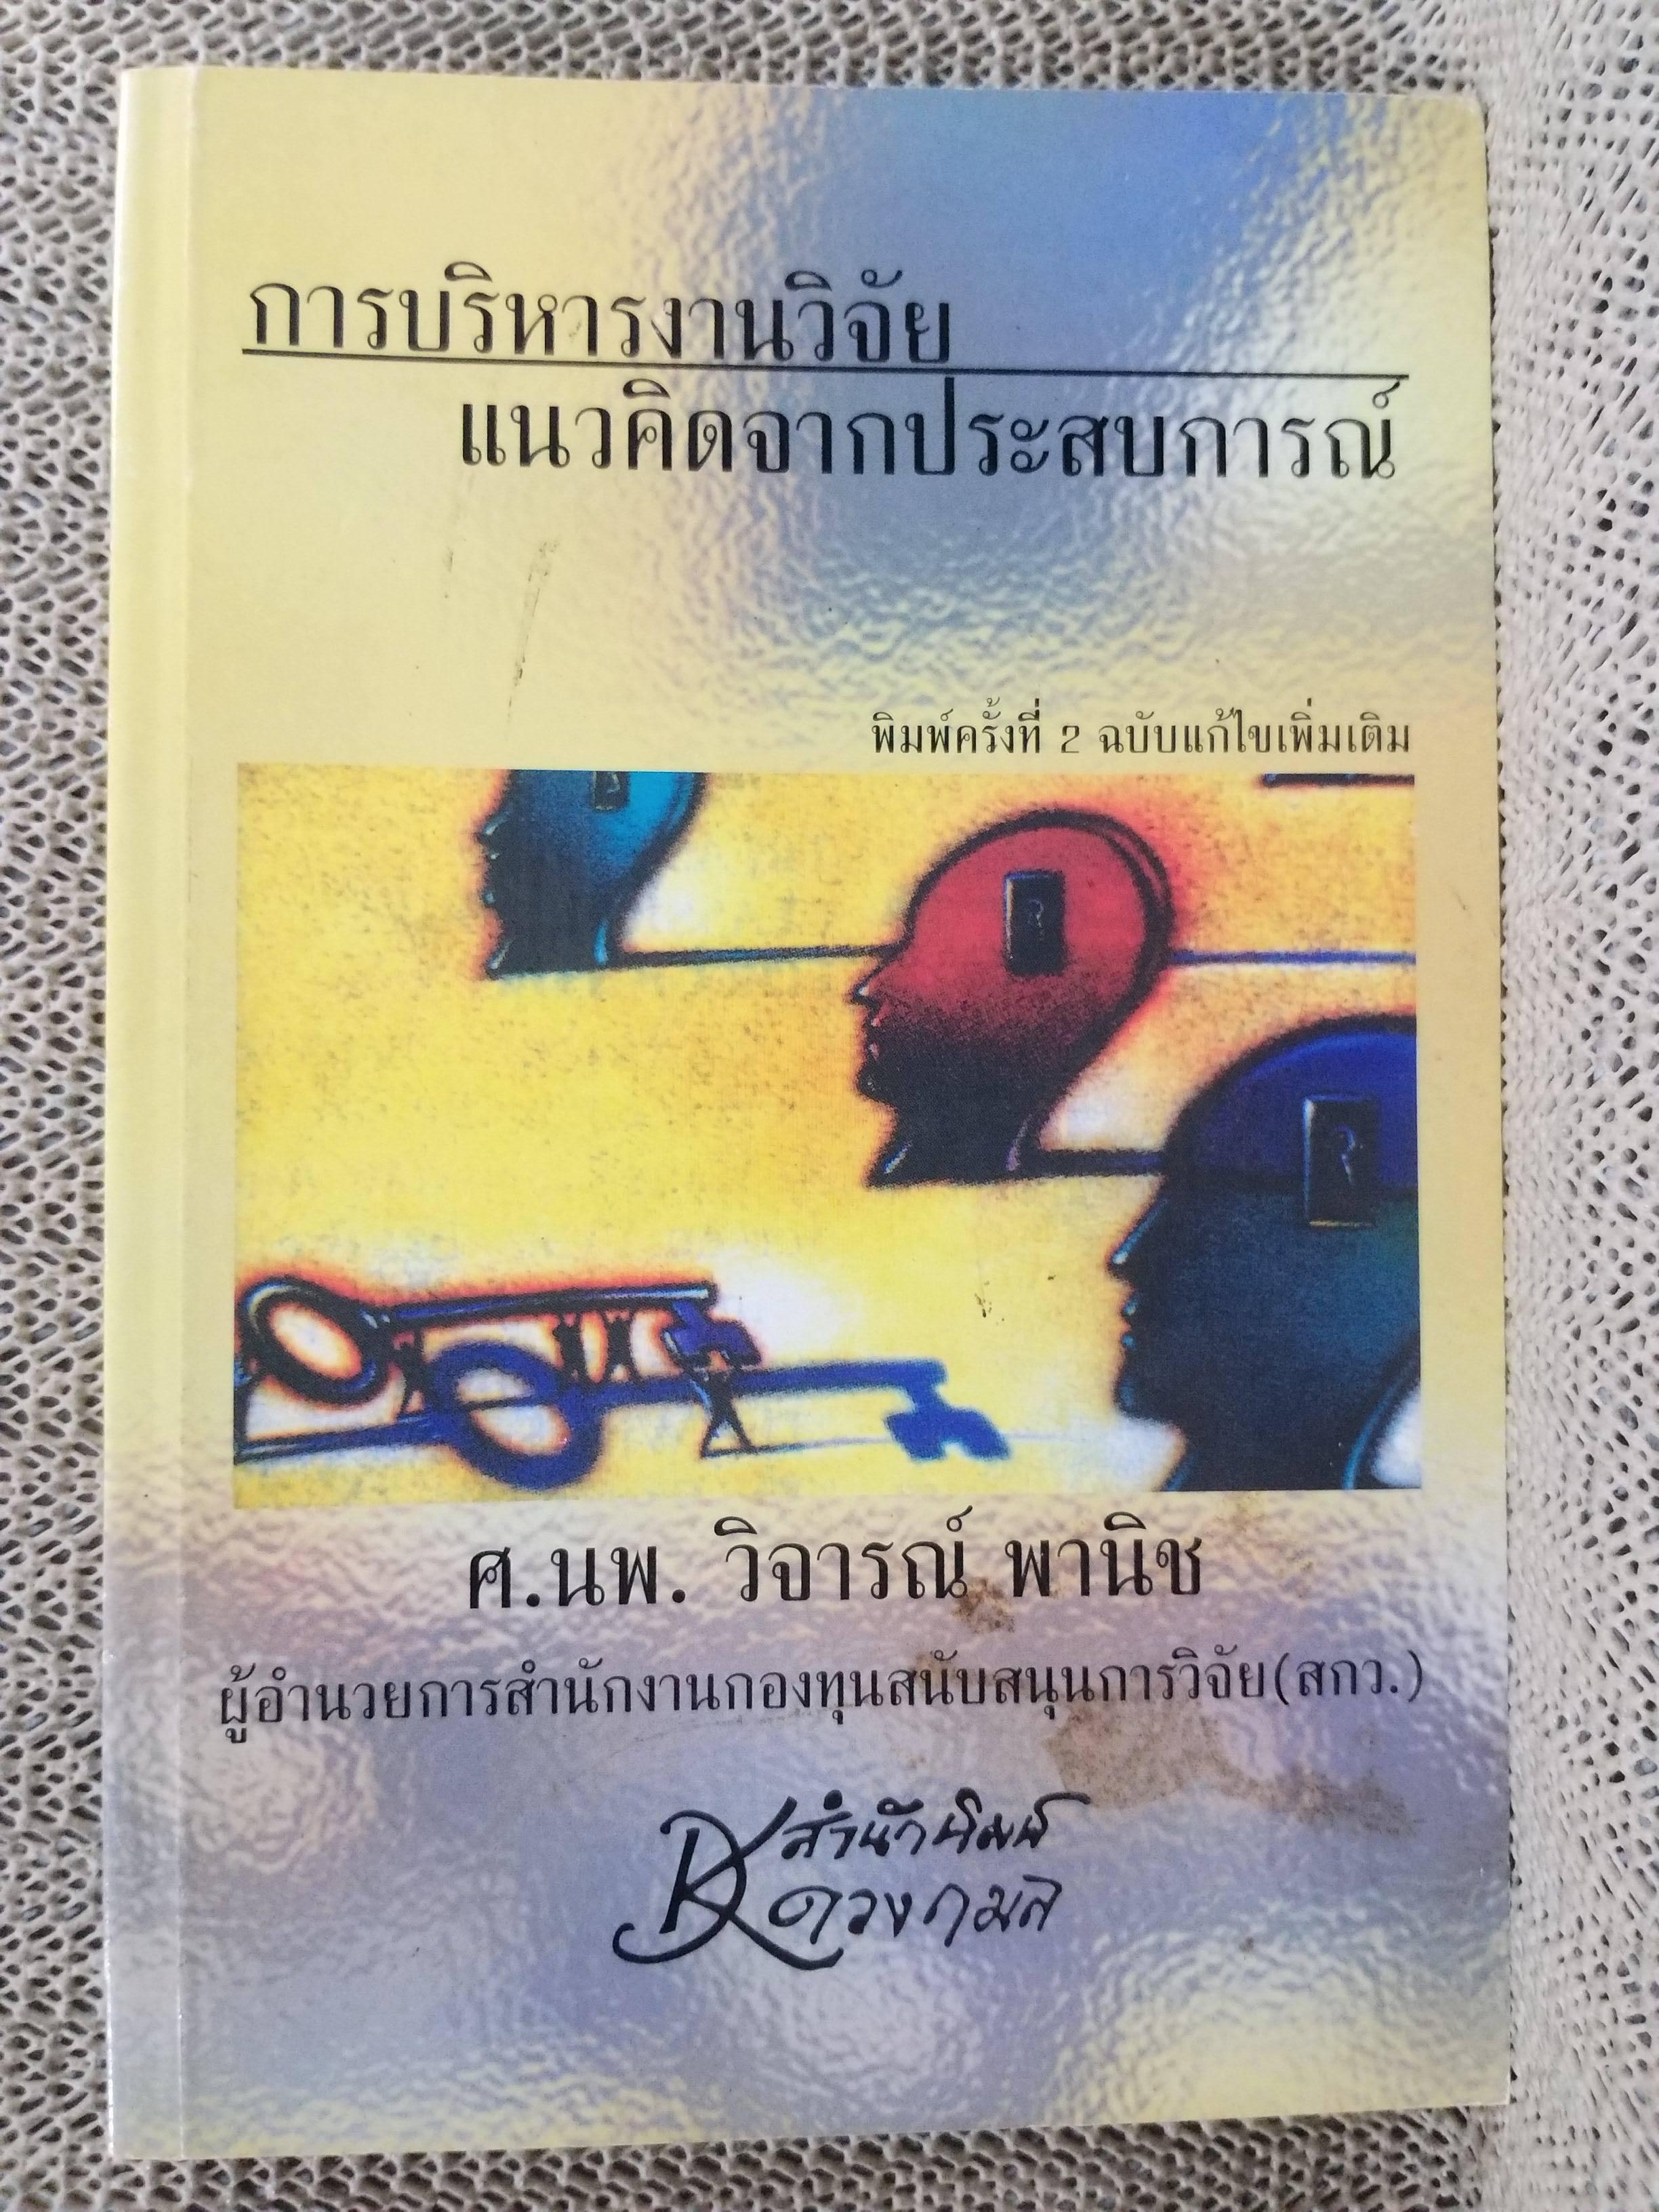 การบริหารงานวิจัย
แนวคิดจากประสบการณ์
พิมพ์ครั้งที่ 2 ฉบับแก้ไขเพิ่มเติม
ศ.นพ. วิจารณ์ พานิช
ผู้อำนวยการสำนักงานกองทุนสนับสนุนการวิจัย(สกว.)
DK สำนักพิมพ์
ดวงกมล